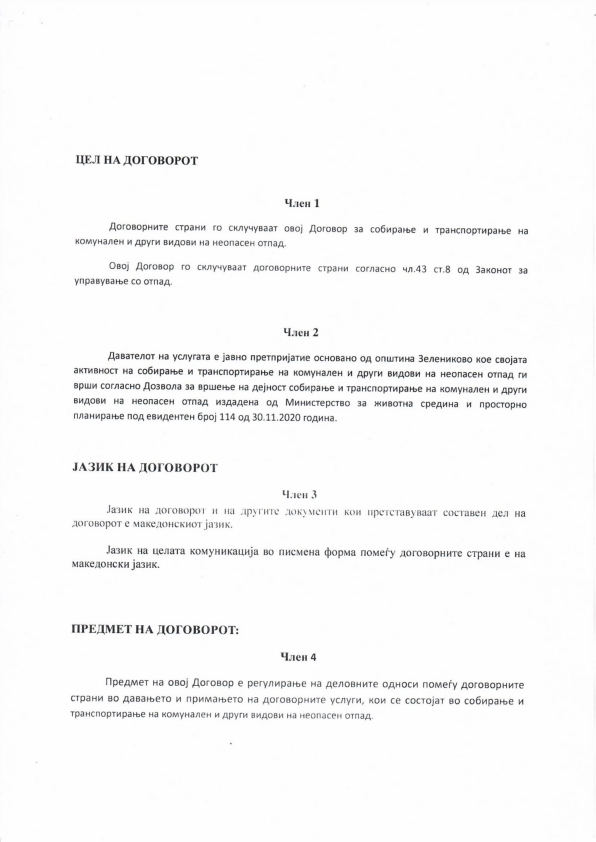 ЦЕЛ НА ДОГОВОРОТ
Член 1
Договорните страни го склучуваат овој Договор за собирање и транспортирање на
комунален и други видови на неопасен отпад.
Овој Договор го склучуваат договорните страни согласно чл.43 ст.8 од Законот за
управување со отпад.
Член 2
Давателот на услугата е јавно претпријатие основано од општина Зелениково кое својата
активност на собирање и транспортирање на комунален и други видови на неопасен отпад ги
врши согласно Дозвола за вршење на дејност собирање и транспортирање на комунален и други
видови на неопасен отпад издадена од Министерство за животна средина и просторно
планирање под евидентен број 114 од 30.11.2020 година.
ЈАЗИК НА ДОГОВОРОТ
Член 3
Јазик на договорот и на другите документи кои претставуваат составен дел на
договорот е македонскиот јазик.
Јазик на целата комуникација во писмена форма помеѓу договорните страни е на
македонски јазик.
ПРЕДМЕТ НА ДОГОВОРОТ:
Член 4
Предмет на овој Договор е регулирање на деловните односи помеѓу договорните
страни во давањето и примањето на договорните услуги, кои се состојат во собирање и
транспортирање на комунален и други видови на неопасен отпад.